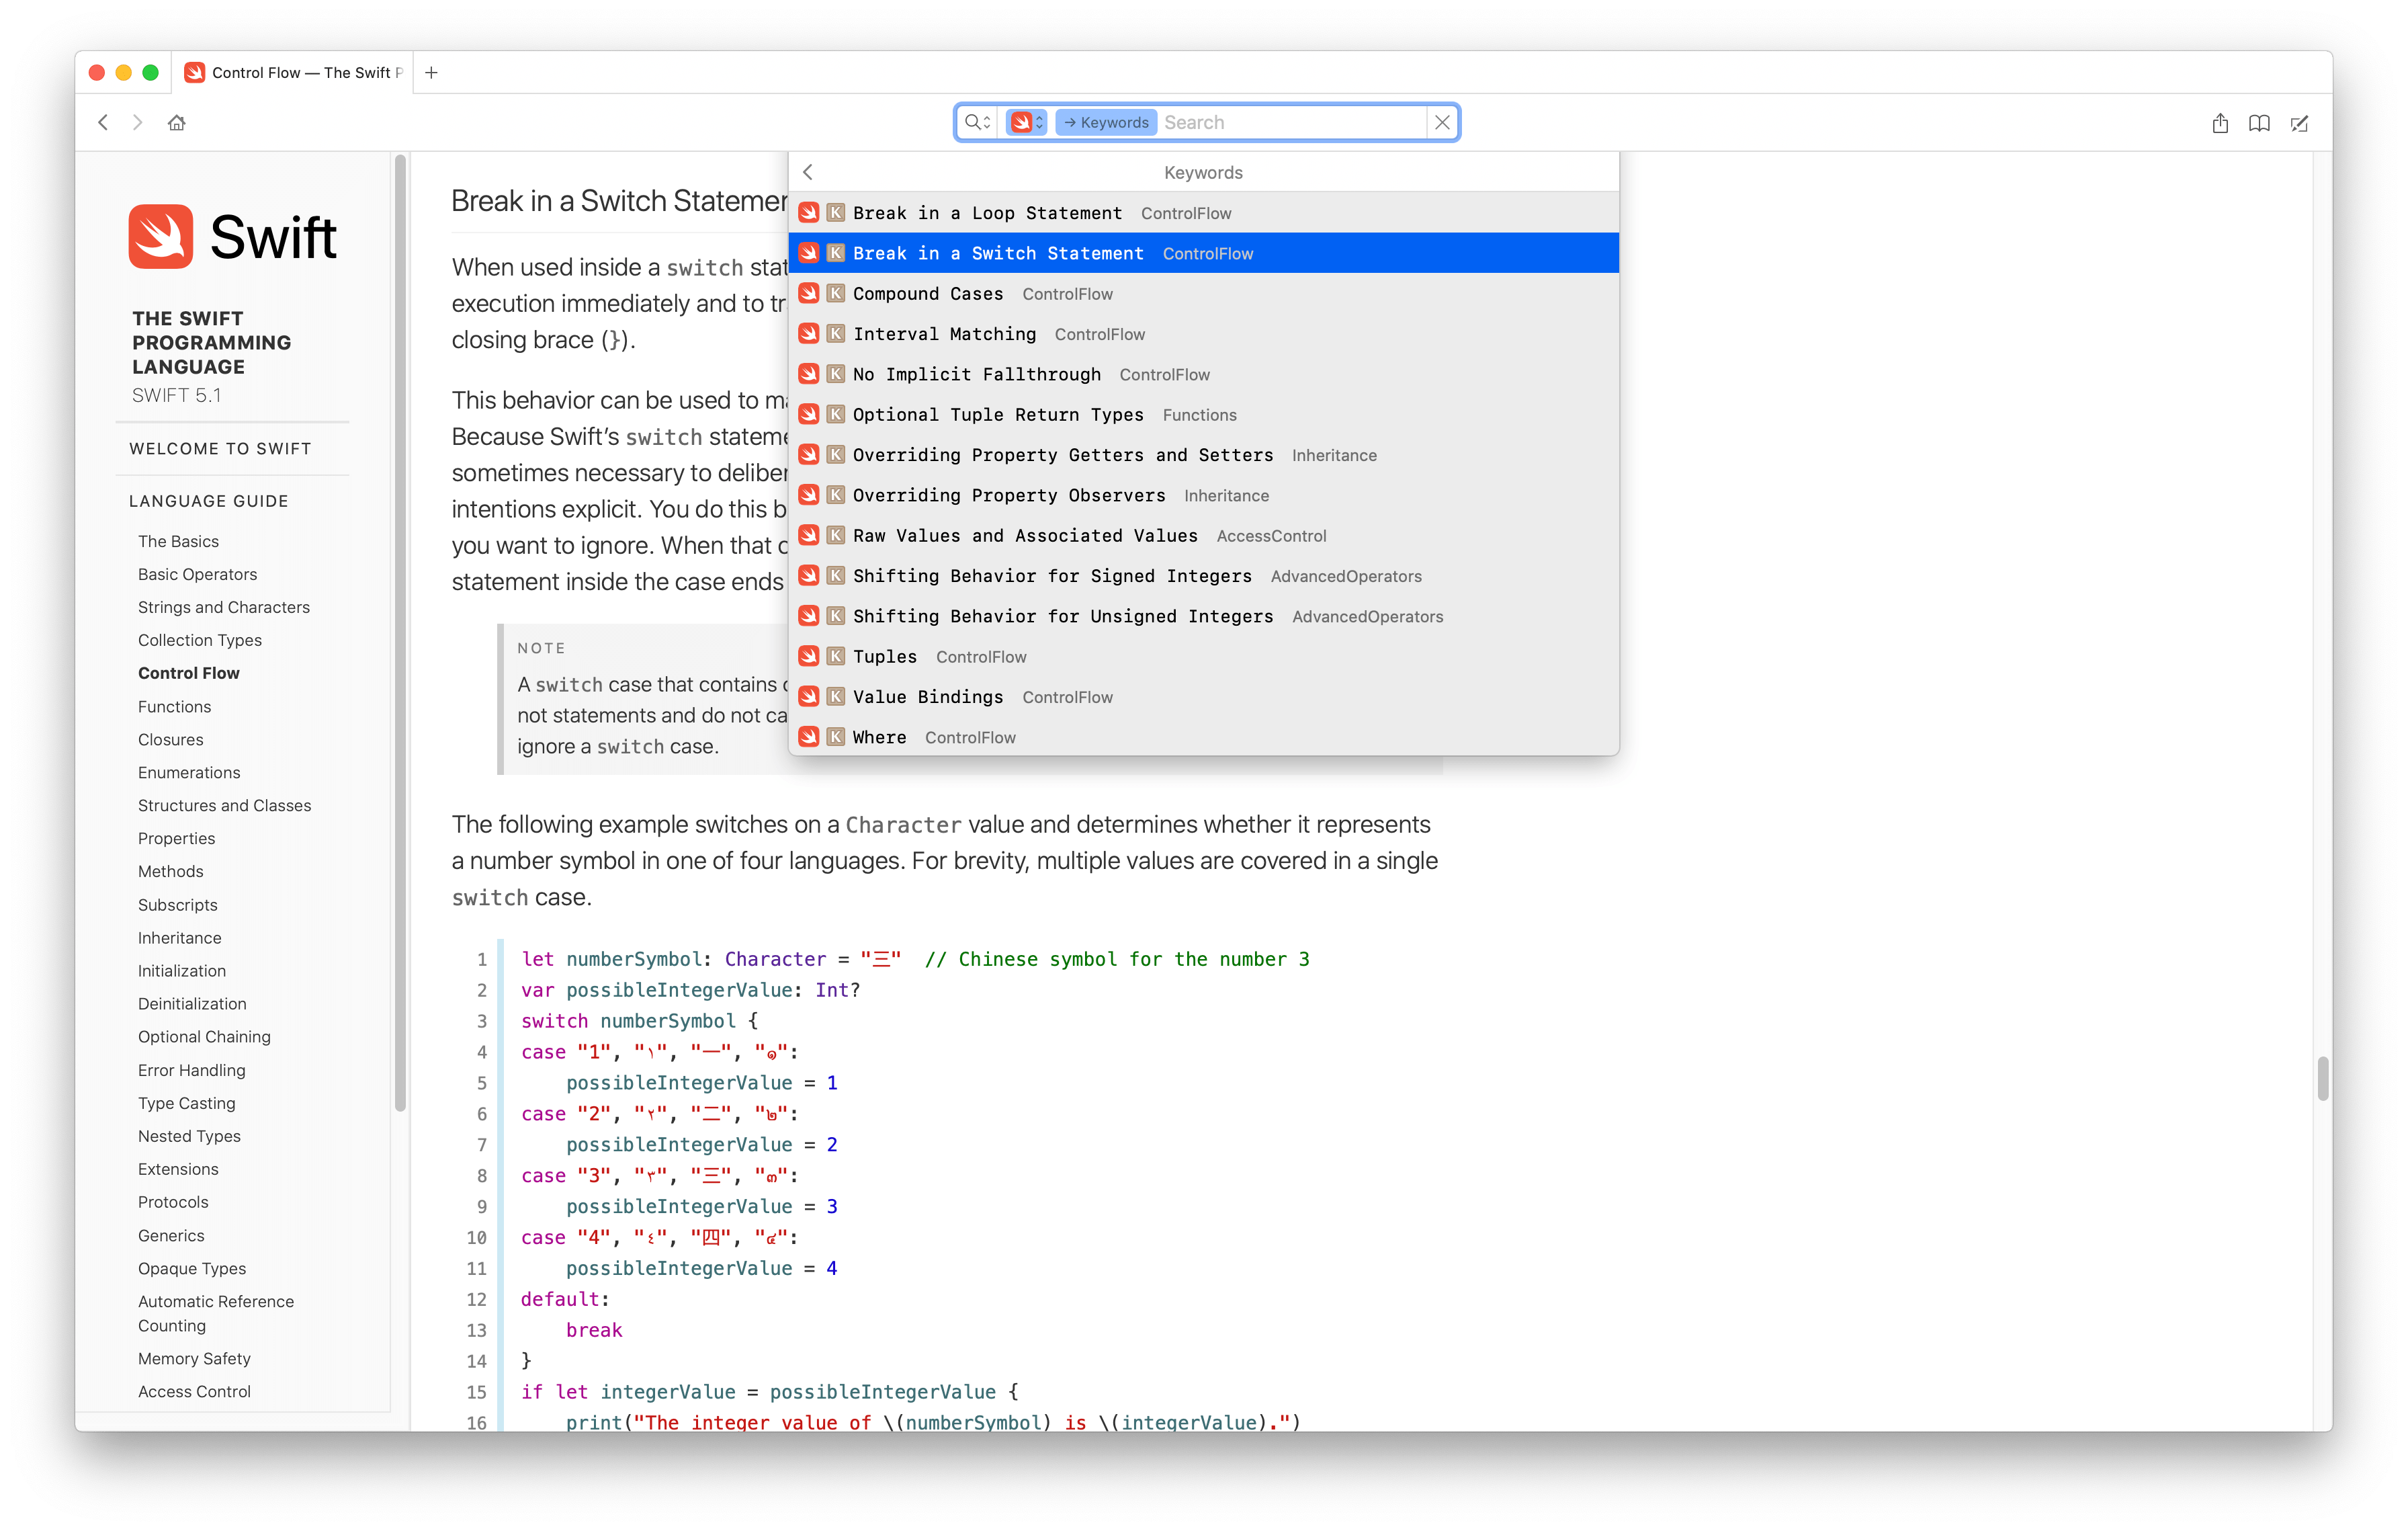 Control Flow — The Swift P
→ Keywords Search
Swift
THE SWIFT
PROGRAMMING
LANGUAGE
SWIFT 5.1
WELCOME TO SWIFT
LANGUAGE GUIDE
The Basics
Basic Operators
Strings and Characters
Collection Types
Control Flow
Functions
Closures
Enumerations
Structures and Classes
Properties
Methods
Subscripts
Inheritance
Initialization
Deinitialization
Optional Chaining
Error Handling
Type Casting
Nested Types
Extensions
Protocols
Generics
Opaque Types
Automatic Reference
Counting
Memory Safety
Access Control
Keywords
K Break in a Loop Statement ControlFlow
K Break in a Switch Statement ControlFlow
K Compound Cases ControlFlow
K Interval Matching ControlFlow
K No Implicit Fallthrough ControlFlow
K Optional Tuple Return Types Functions
K Overriding Property Getters and Setters Inheritance
K Overriding Property Observers Inheritance
K Raw Values and Associated Values AccessControl
K Shifting Behavior for Signed Integers AdvancedOperators
K Shifting Behavior for Unsigned Integers AdvancedOperators
K Tuples ControlFlow
K Value Bindings ControlFlow
K Where ControlFlow
Break in a Switch Statemer
When used inside a switch stat
execution immediately and to tr
closing brace (}).
This behavior can be used to ma
Because Swift’s switch stateme
sometimes necessary to deliber
intentions explicit. You do this b
you want to ignore. When that c
statement inside the case ends
NOTE
A switch case that contains o
not statements and do not ca
ignore a switch case.
The following example switches on a Character value and determines whether it represents
a number symbol in one of four languages. For brevity, multiple values are covered in a single
switch case.
1 let numberSymbol: Character = "三"  // Chinese symbol for the number 3
2 var possibleIntegerValue: Int?
3 switch numberSymbol {
4 case "1", "١", "一", "๑":
5     possibleIntegerValue = 1
6 case "2", "٢", "二", "๒":
7     possibleIntegerValue = 2
8 case "3", "٣", "三", "๓":
9     possibleIntegerValue = 3
10 case "4", "٤", "四", "๔":
11     possibleIntegerValue = 4
12 default:
13     break
14 }
15 if let integerValue = possibleIntegerValue {
16     print("The integer value of \(numberSymbol) is \(integerValue).")